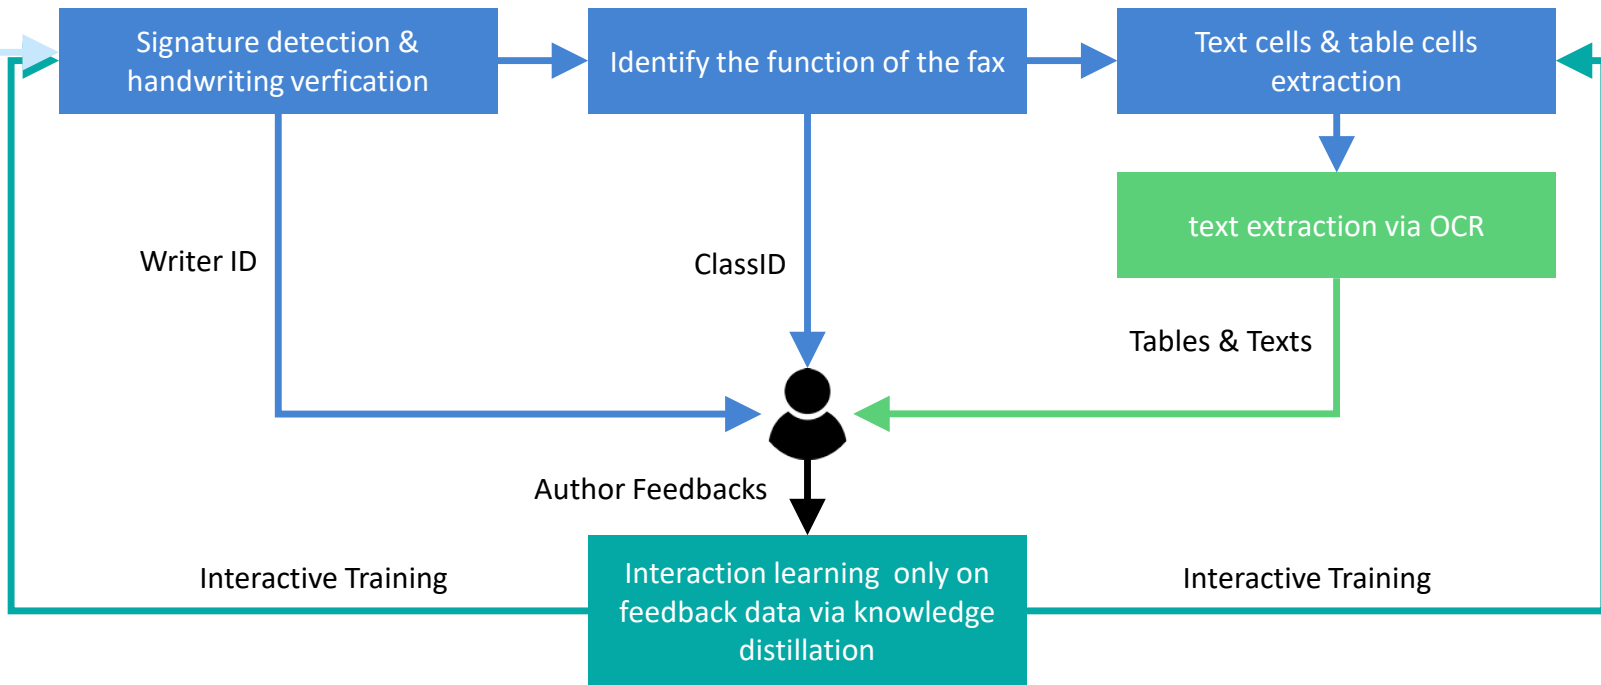 Signature detection &
handwriting verfication
Identify the function of the fax
Text cells & table cells
extraction
text extraction via OCR
Writer ID
ClassID
Tables & Texts
Author Feedbacks
Interactive Training
Interaction learning  only on
feedback data via knowledge
distillation
Interactive Training